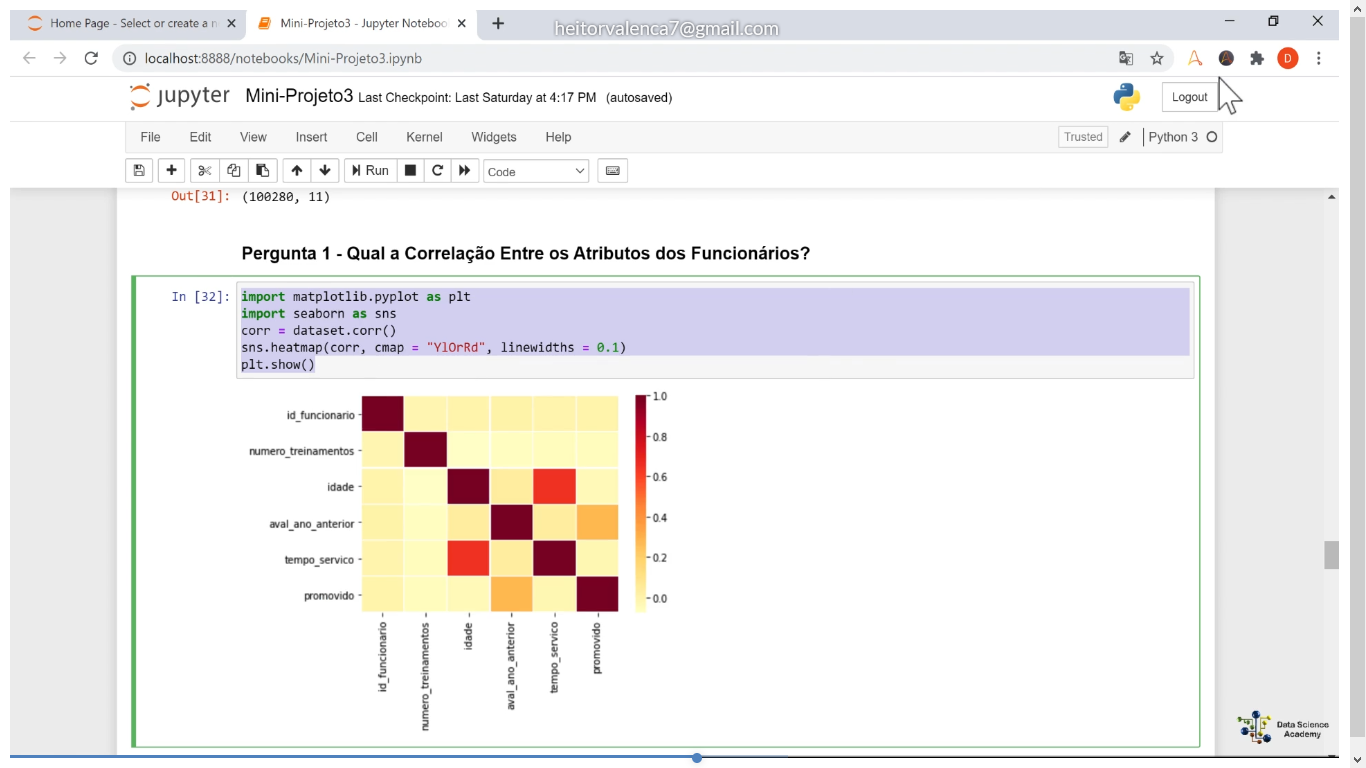 Home Page - Select or create a n
Mini-Projeto3 - Jupyter Noteboo
heitorvalenca7@gmail.com
localhost:8888/notebooks/Mini-Projeto3.ipynb
D
jupyter Mini-Projeto3 Last Checkpoint: Last Saturday at 4:17 PM (autosaved)
Logout
File Edit View Insert Cell Kernel Widgets Help
Trusted
Python 3
Run
Code
Out[31]: (100280, 11)
Pergunta 1 - Qual a Correlação Entre os Atributos dos Funcionários?
In [32]: import matplotlib.pyplot as plt
import seaborn as sns
corr = dataset.corr()
sns.heatmap(corr, cmap = "YlOrRd", linewidths = 0.1)
plt.show()
id_funcionario
numero_treinamentos
idade
aval_ano_anterior
tempo_servico
promovido
1.0
0.8
0.6
0.4
0.2
0.0
id_funcionario
numero_treinamentos
idade
aval_ano_anterior
tempo_servico
promovido
Data Science
Academy